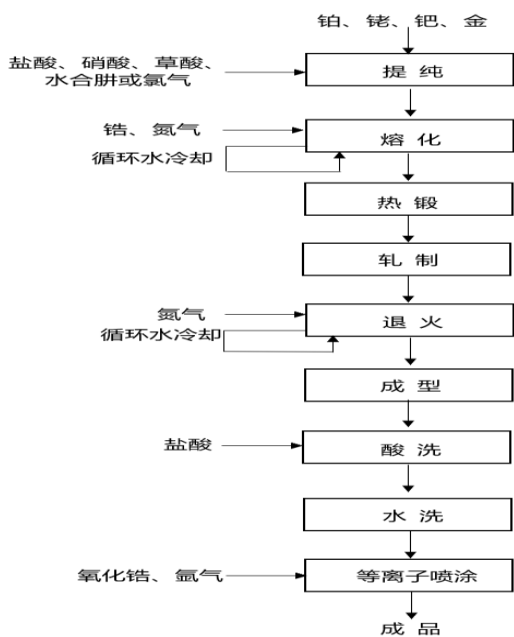 铂、铑、钯、金
盐酸、硝酸、草酸、
水合肼或氯气
提 纯
锆、氮气
循环水冷却
熔 化
热 锻
轧 制
氮气
循环水冷却
退 火
成 型
盐酸
酸 洗
水 洗
氧化锆、氩气
等离子喷涂
成 品